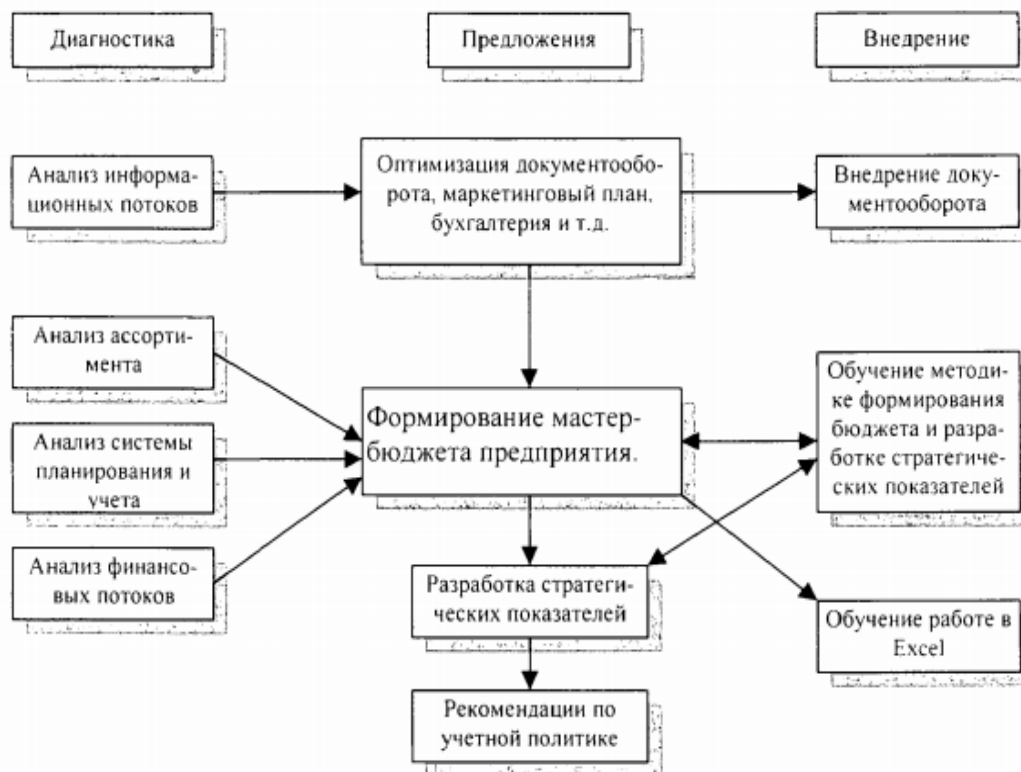 Диагностика
Предложения
Внедрение
Анализ информа-
ционных потоков
Оптимизация документообо-
рота, маркетинговый план,
бухгалтерия и т.д.
Внедрение доку-
ментооборота
Анализ ассорти-
мента
Анализ системы
планирования и
учета
Анализ финансо-
вых потоков
Формирование мастер-
бюджета предприятия.
Обучение методи-
ке формирования
бюджета и разра-
ботке стратегиче-
ских показателей
Разработка стратеги-
ческих показателей
Обучение работе в
Excel
Рекомендации по
учетной политике